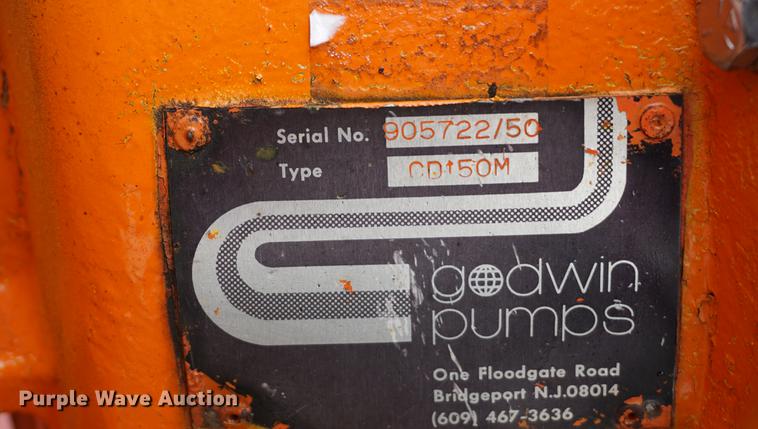 Serial No. 905722/50
Type CD150M
godwin
pumps
One Floodgate Road
Bridgeport N.J.08014
(609) 467-3636
Purple Wave Auction